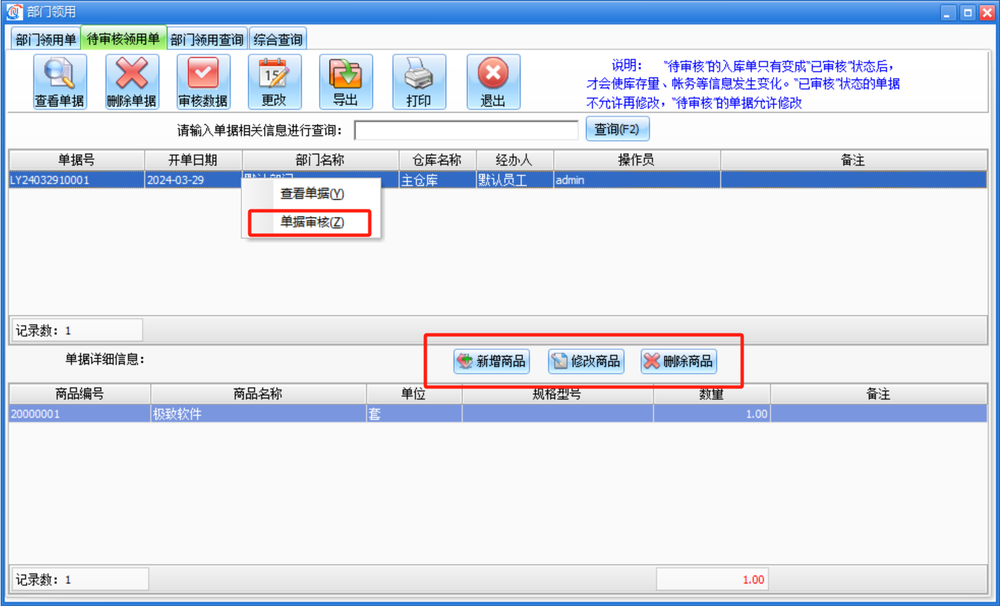 部门领用
部门领用单 待审核领用单 部门领用查询 综合查询
查看单据 删除单据 审核数据 更改 导出 打印 退出
说明： "待审核"的入库单只有变成"已审核"状态后，
才会使库存量、帐务等信息发生变化。"已审核"状态的单据
不允许再修改，"待审核"的单据允许修改
请输入单据相关信息进行查询： 查询(F2)
单据号 开单日期 部门名称 仓库名称 经办人 操作员 备注
LY24032910001 2024-03-29 默认部门 主仓库 默认员工 admin
查看单据(Y)
单据审核(Z)
记录数：1
单据详细信息： 新增商品 修改商品 删除商品
商品编号 商品名称 单位 规格型号 数量 备注
20000001 极致软件 套 1.00
记录数：1 1.00